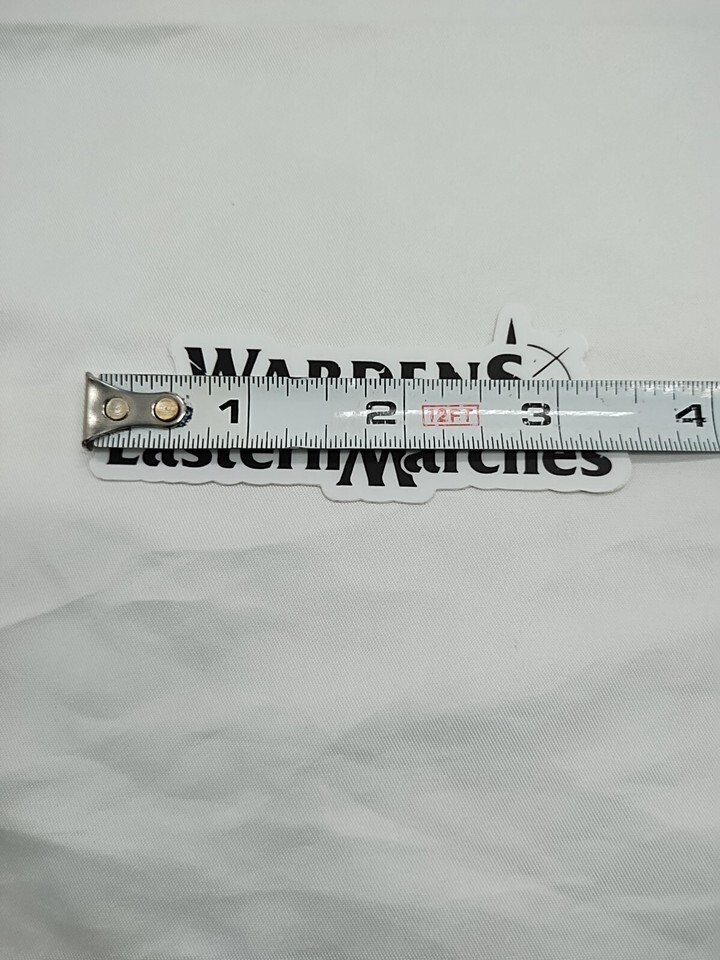 WARDENS
1 2 12FT 3 4
Eastern Marches